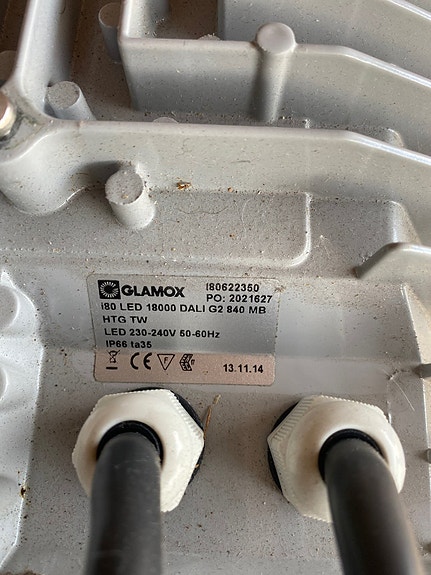 GLAMOX I80622350
PO: 2021627
i80 LED 18000 DALI G2 840 MB
HTG TW
LED 230-240V 50-60Hz
IP66 ta35
CE F 13.11.14